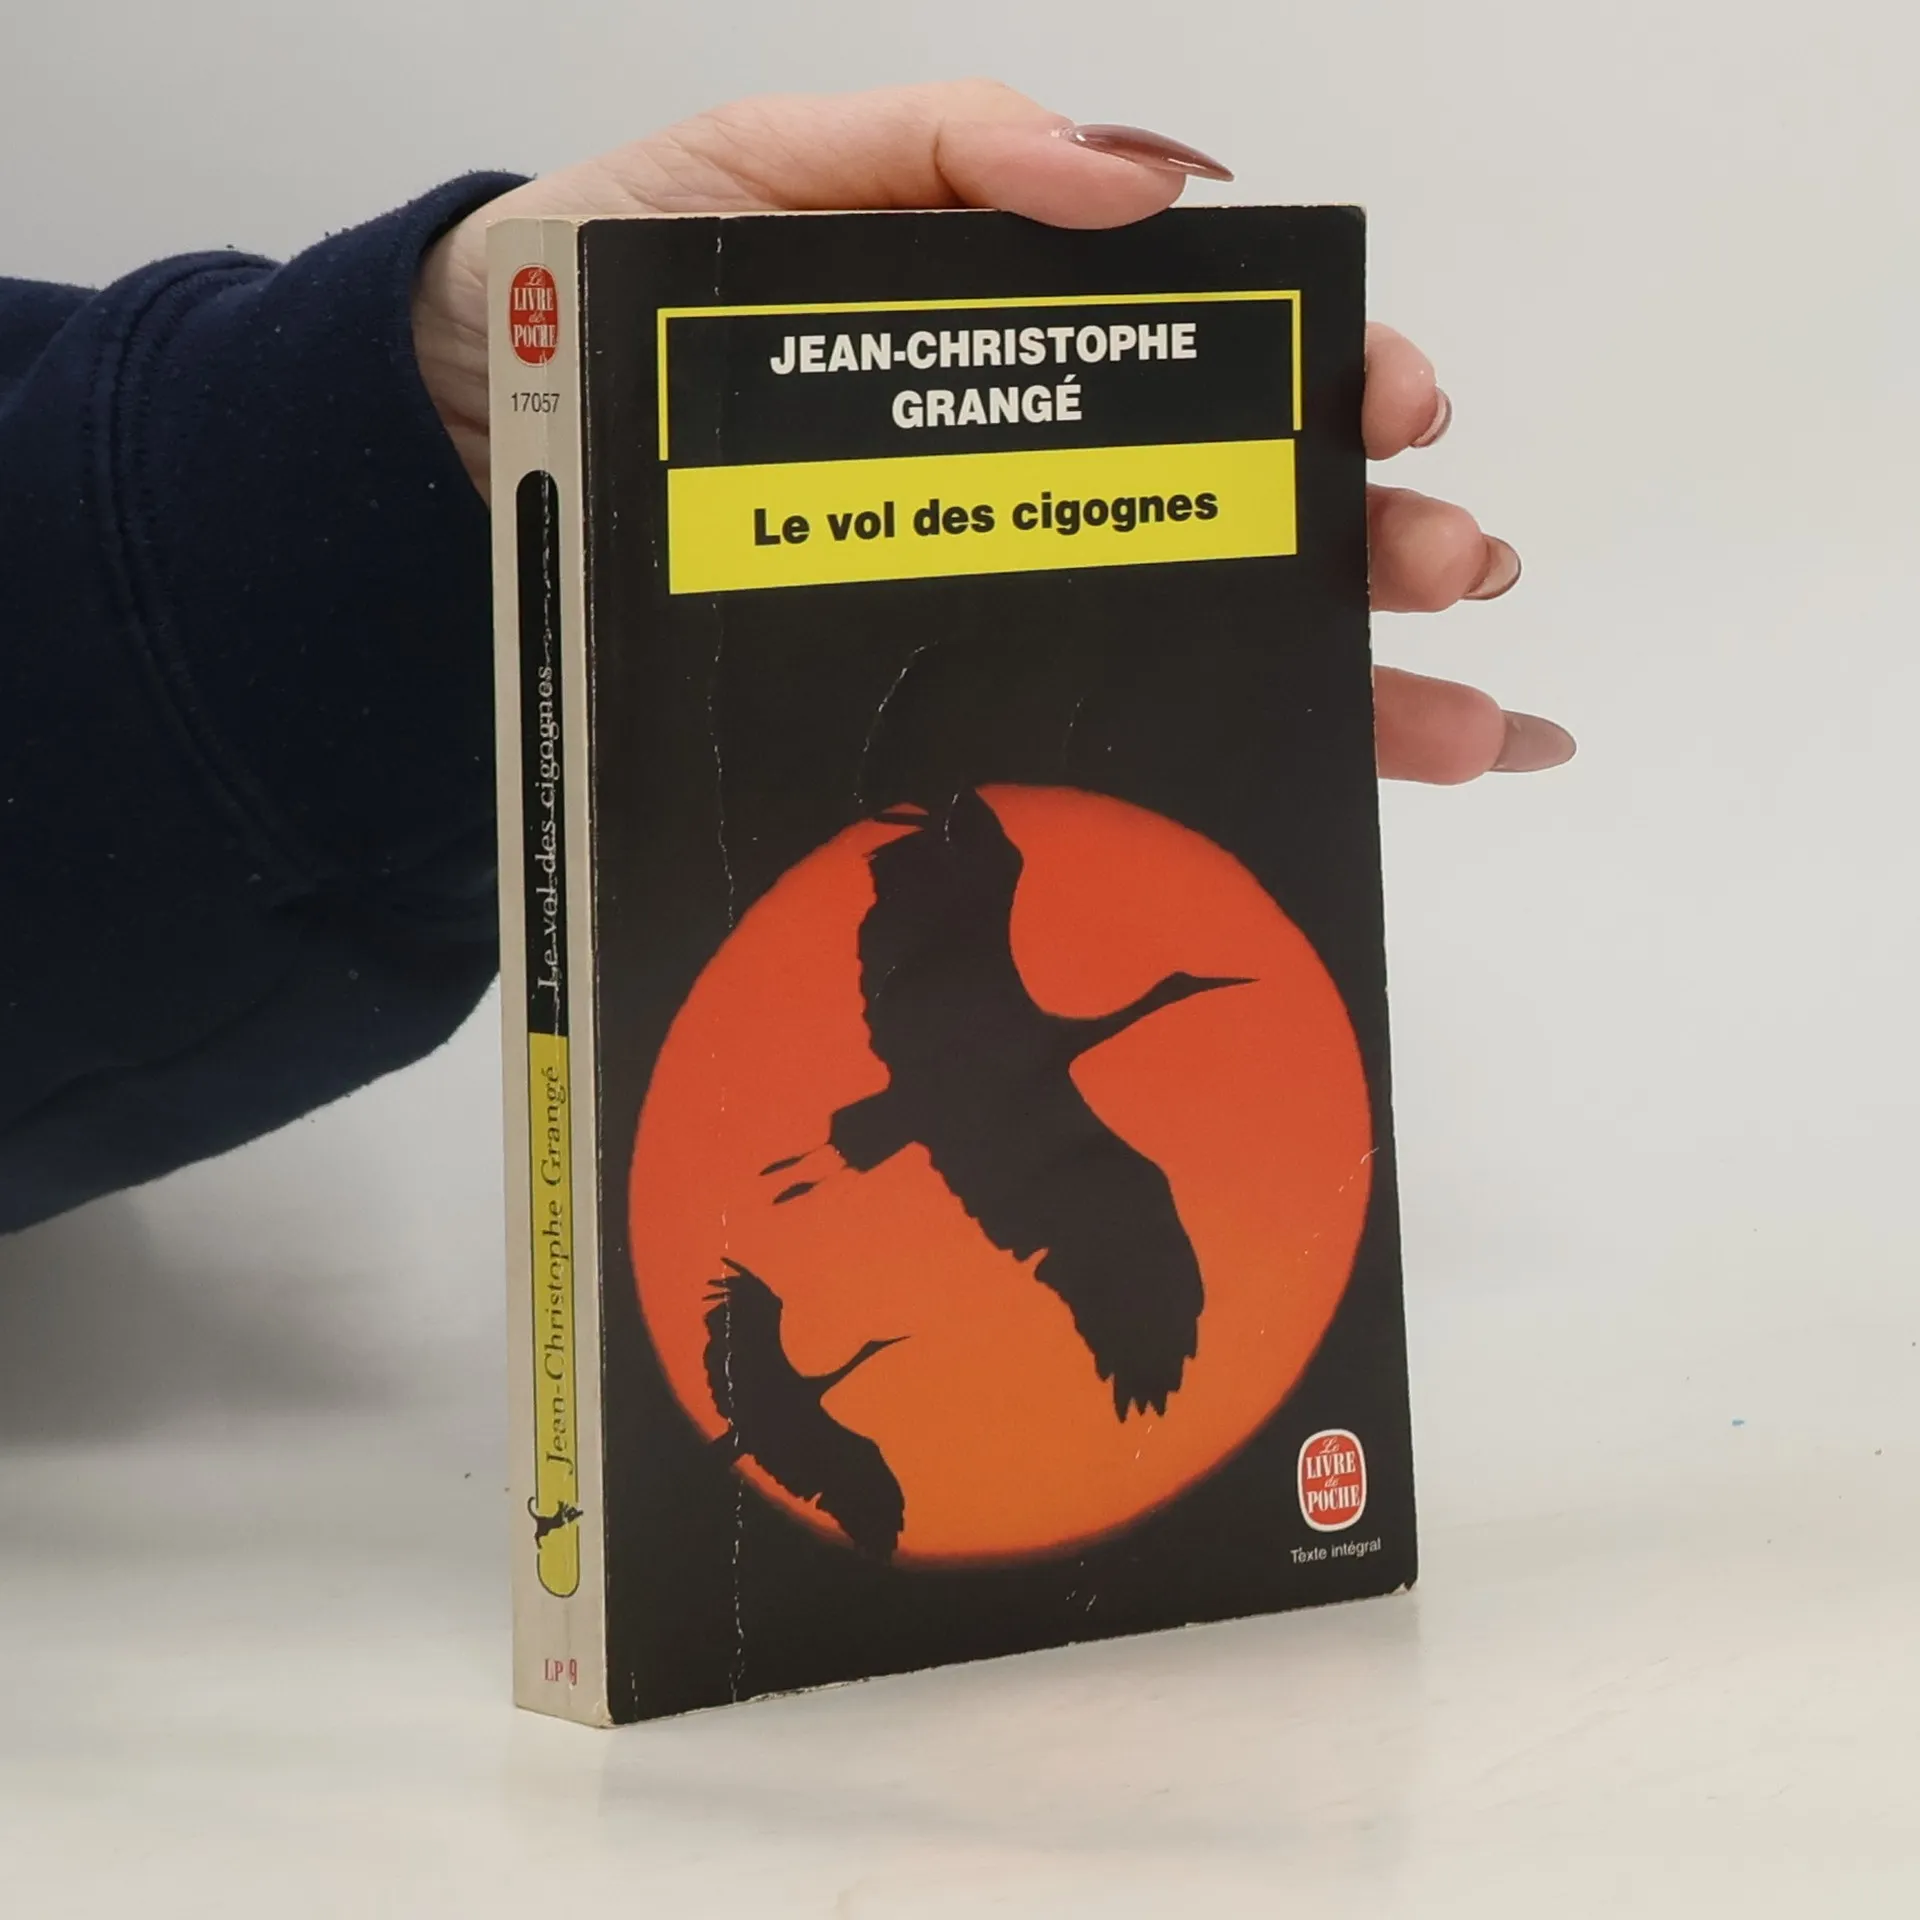 Le
LIVRE
de
POCHE
17057
Le vol des cigognes
Jean-Christophe Grangé
LP 9
JEAN-CHRISTOPHE
GRANGÉ
Le vol des cigognes
Le
LIVRE
de
POCHE
Texte intégral